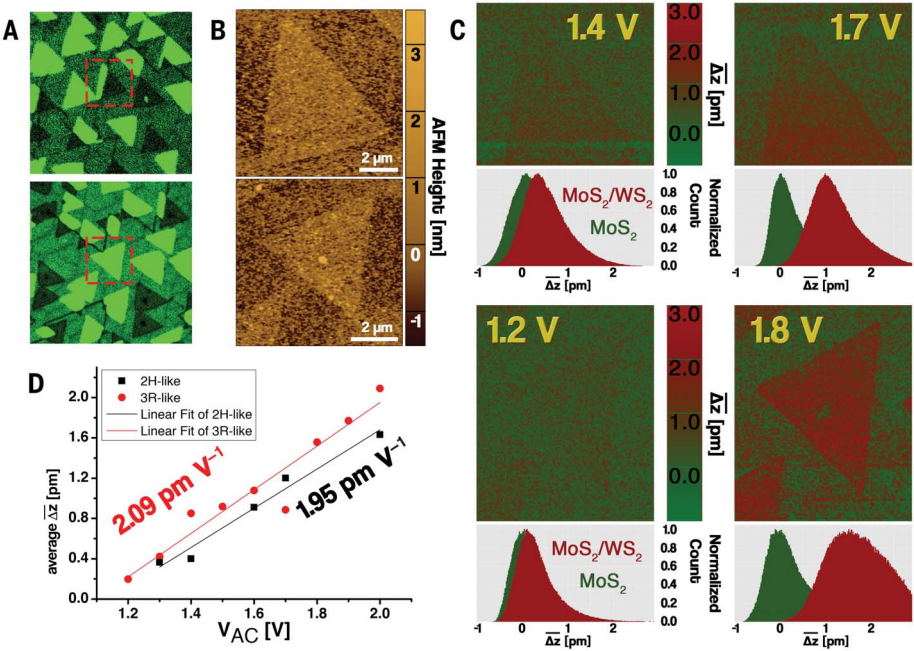 A
B
2 µm
2 µm
3
2
1
0
-1
AFM Height [nm]
C
1.4 V
3.0
2.0
1.0
0.0
Δz [pm]
1.7 V
MoS2/WS2
MoS2
1.0
0.8
0.6
0.4
0.2
0.0
Normalized
Count
-1 0 1 2
Δz [pm]
-1 0 1 2
Δz [pm]
1.2 V
3.0
2.0
1.0
0.0
Δz [pm]
1.8 V
MoS2/WS2
MoS2
1.0
0.8
0.6
0.4
0.2
0.0
Normalized
Count
-1 0 1 2
Δz [pm]
-1 0 1 2
Δz [pm]
D
2H-like
3R-like
Linear Fit of 2H-like
Linear Fit of 3R-like
2.09 pm V⁻¹
1.95 pm V⁻¹
average Δz [pm]
2.0
1.6
1.2
0.8
0.4
0.0
1.2 1.4 1.6 1.8 2.0
VAC [V]